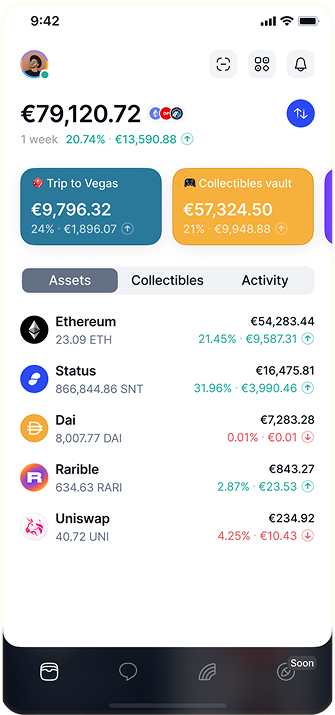 9:42
€79,120.72
1 week 20.74% · €13,590.88
Trip to Vegas
€9,796.32
24% · €1,896.07
Collectibles vault
€57,324.50
21% · €9,948.88
Assets Collectibles Activity
Ethereum €54,283.44
23.09 ETH 21.45% · €9,587.31
Status €16,475.81
866,844.86 SNT 31.96% · €3,990.46
Dai €7,283.28
8,007.77 DAI 0.01% · €0.01
Rarible €843.27
634.63 RARI 2.87% · €23.53
Uniswap €234.92
40.72 UNI 4.25% · €10.43
Soon